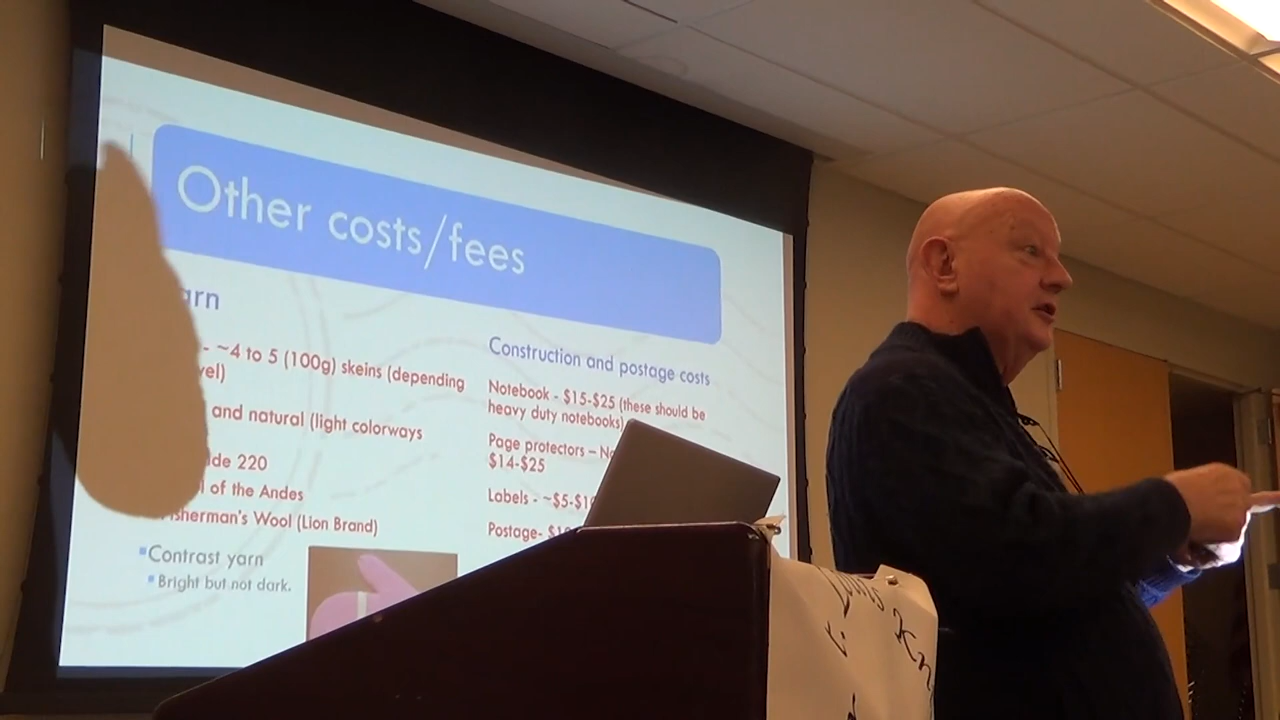 Other costs/fees
arn
- ~4 to 5 (100g) skeins (depending
vel)
and natural (light colorways
de 220
l of the Andes
isherman's Wool (Lion Brand)
Contrast yarn
Bright but not dark.
Construction and postage costs
Notebook - $15-$25 (these should be
heavy duty notebooks)
Page protectors –
$14-$25
Labels - ~$5-$1
Postage- $1
Kn